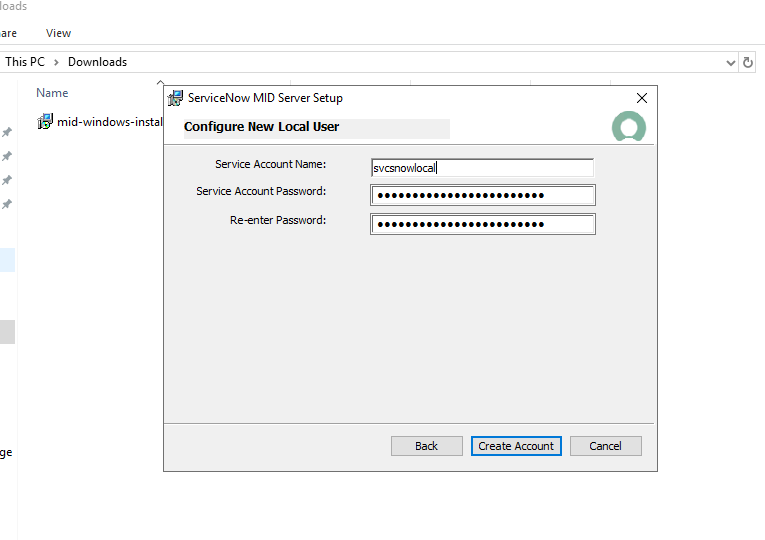 loads
are View
This PC > Downloads
Name
mid-windows-instal
ServiceNow MID Server Setup
Configure New Local User
Service Account Name: svcsnowlocal
Service Account Password: ●●●●●●●●●●●●●●●●●●●●●●●●
Re-enter Password: ●●●●●●●●●●●●●●●●●●●●●●●●
ge
Back Create Account Cancel